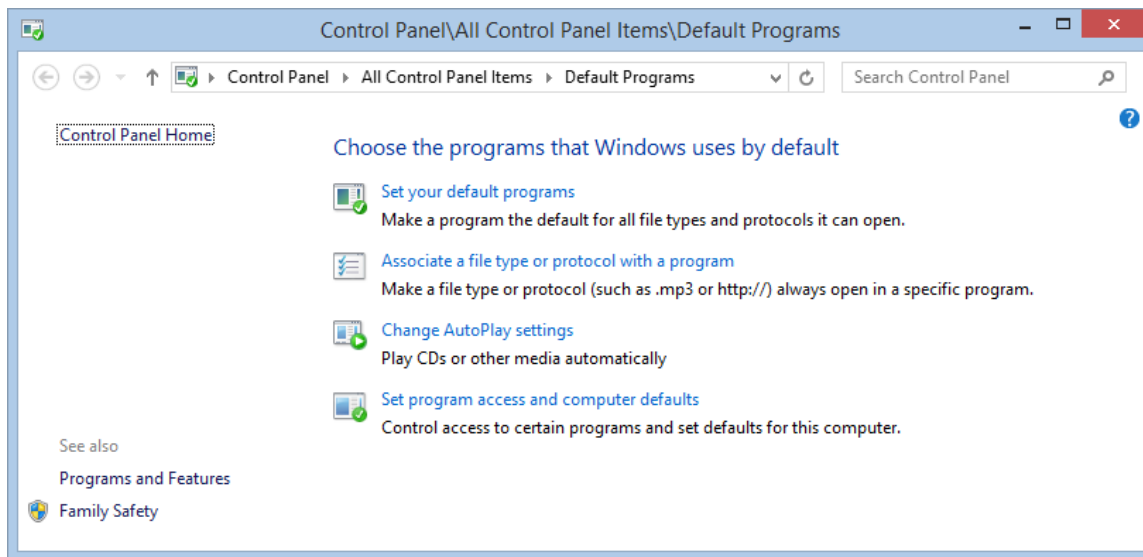 Control Panel\All Control Panel Items\Default Programs
Control Panel All Control Panel Items Default Programs
Search Control Panel
Control Panel Home
Choose the programs that Windows uses by default
Set your default programs
Make a program the default for all file types and protocols it can open.
Associate a file type or protocol with a program
Make a file type or protocol (such as .mp3 or http://) always open in a specific program.
Change AutoPlay settings
Play CDs or other media automatically
Set program access and computer defaults
Control access to certain programs and set defaults for this computer.
See also
Programs and Features
Family Safety